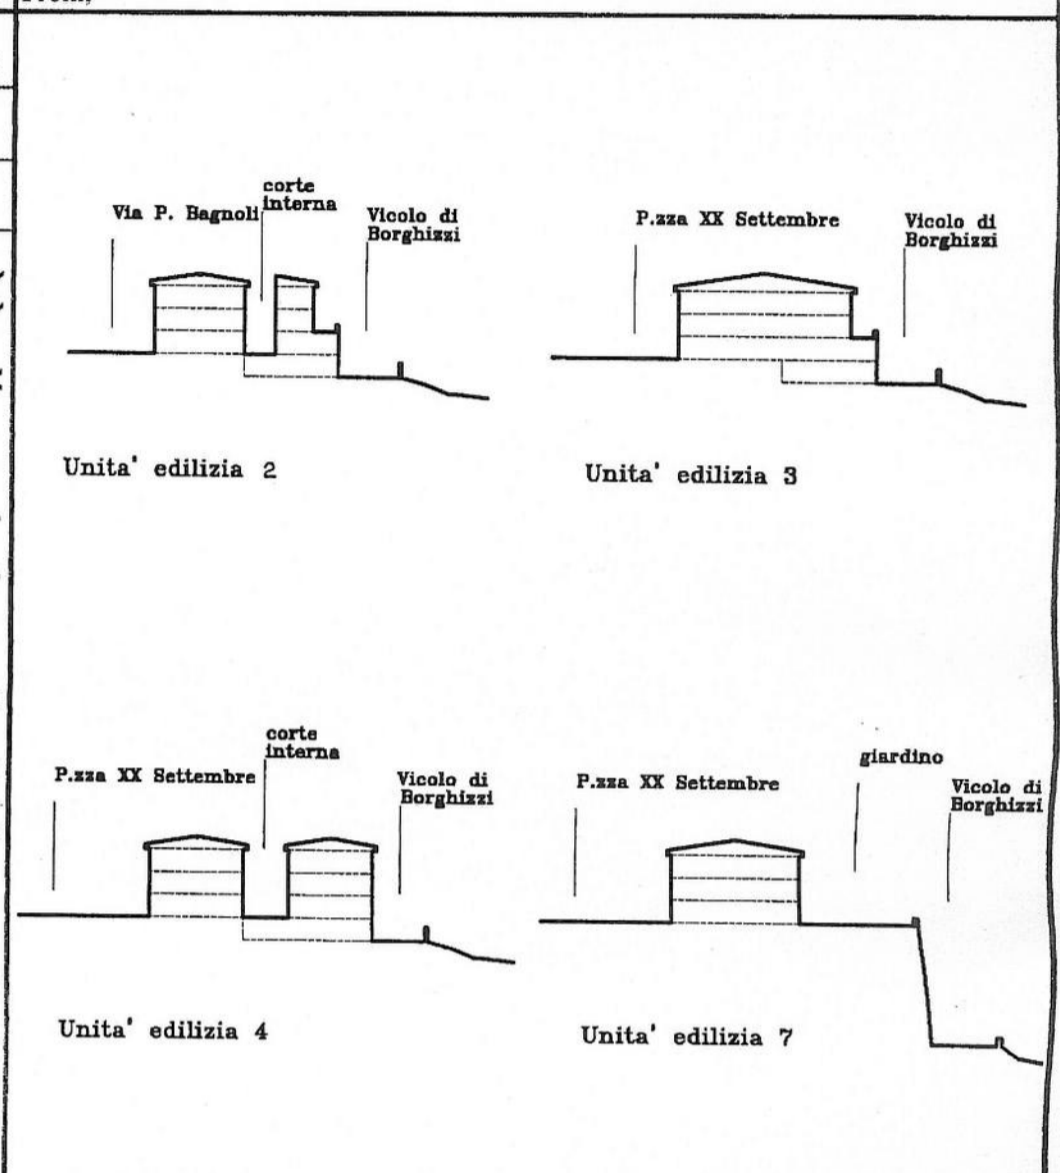 Via P. Bagnoli
corte
interna
Vicolo di
Borghizzi
P.zza XX Settembre
Vicolo di
Borghizzi
Unita' edilizia 2
Unita' edilizia 3
P.zza XX Settembre
corte
interna
Vicolo di
Borghizzi
P.zza XX Settembre
giardino
Vicolo di
Borghizzi
Unita' edilizia 4
Unita' edilizia 7